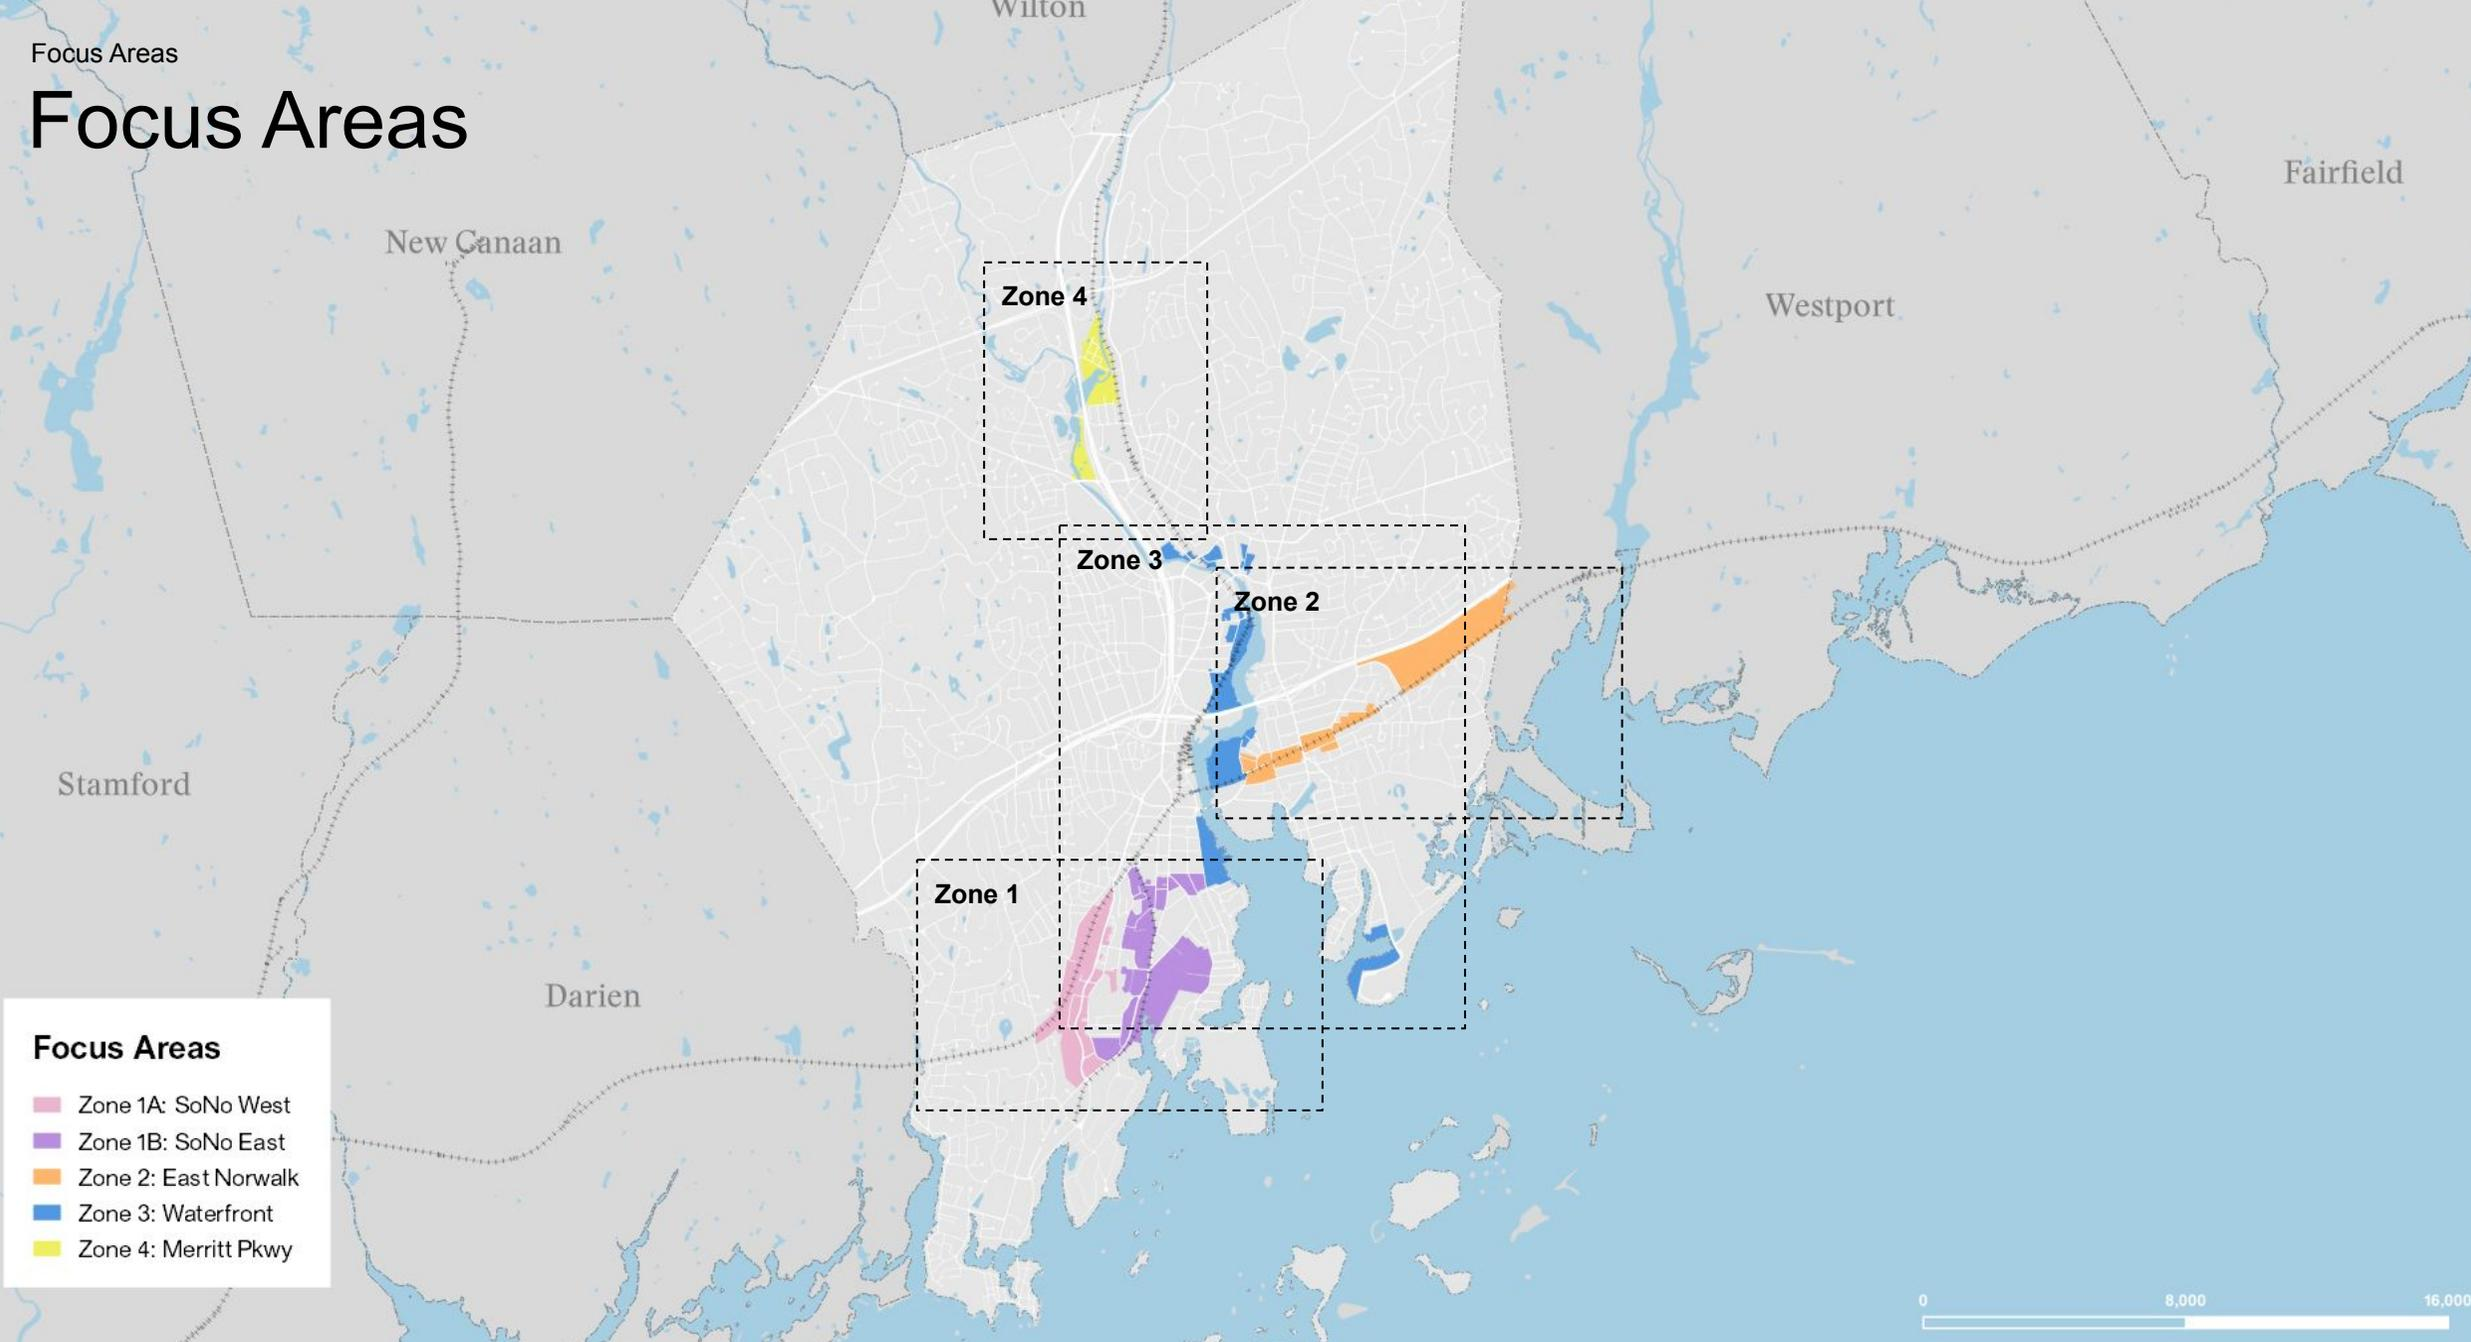 Wilton
Focus Areas
Focus Areas
Fairfield
New Canaan
Zone 4
Westport
Zone 3
Zone 2
Stamford
Zone 1
Darien
Focus Areas
Zone 1A: SoNo West
Zone 1B: SoNo East
Zone 2: East Norwalk
Zone 3: Waterfront
Zone 4: Merritt Pkwy
0 8,000 16,000